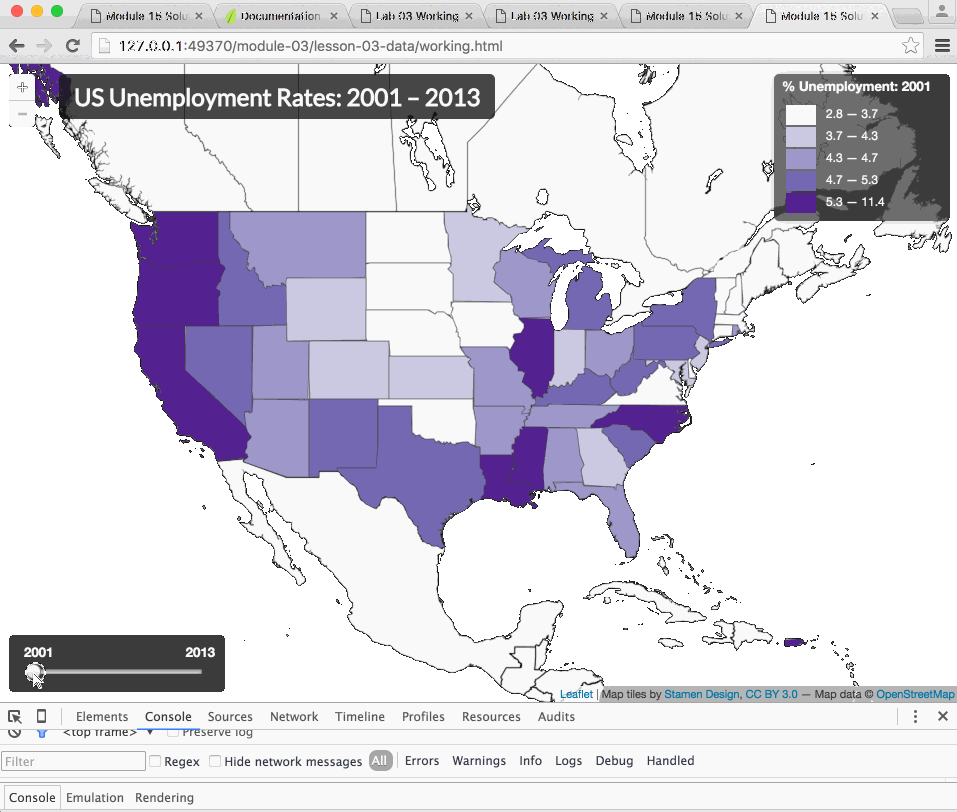 Module 15 Solu
Documentation
Lab 03 Working
Lab 03 Working
Module 15 Solu
Module 15 Solu
127.0.0.1:49370/module-03/lesson-03-data/working.html
+
US Unemployment Rates: 2001 – 2013
−
% Unemployment: 2001
2.8 — 3.7
3.7 — 4.3
4.3 — 4.7
4.7 — 5.3
5.3 — 11.4
2001 2013
Leaflet | Map tiles by Stamen Design, CC BY 3.0 — Map data © OpenStreetMap
Elements Console Sources Network Timeline Profiles Resources Audits
<top frame> Preserve log
Filter Regex Hide network messages All Errors Warnings Info Logs Debug Handled
Console Emulation Rendering